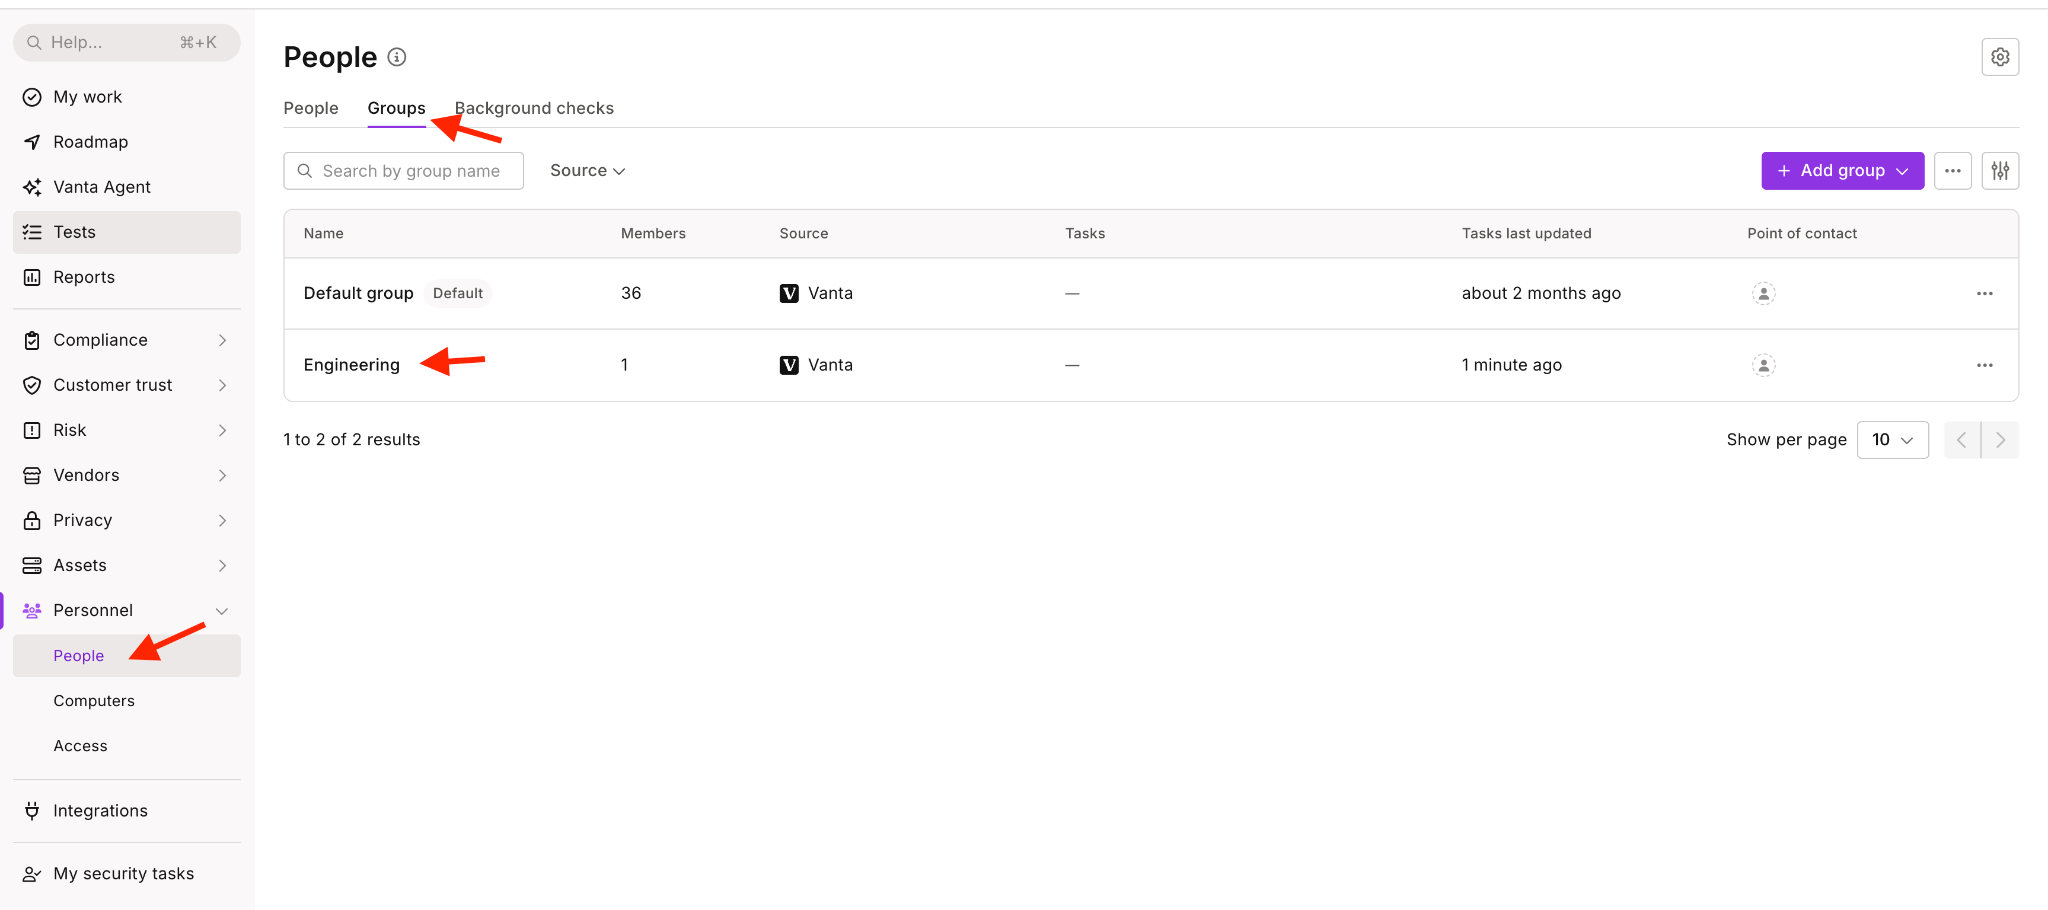 Help... ⌘+K
My work
Roadmap
Vanta Agent
Tests
Reports
Compliance
Customer trust
Risk
Vendors
Privacy
Assets
Personnel
People
Computers
Access
Integrations
My security tasks
People
People Groups Background checks
Search by group name Source + Add group
Name Members Source Tasks Tasks last updated Point of contact
Default group Default 36 Vanta — about 2 months ago
Engineering 1 Vanta — 1 minute ago
1 to 2 of 2 results Show per page 10